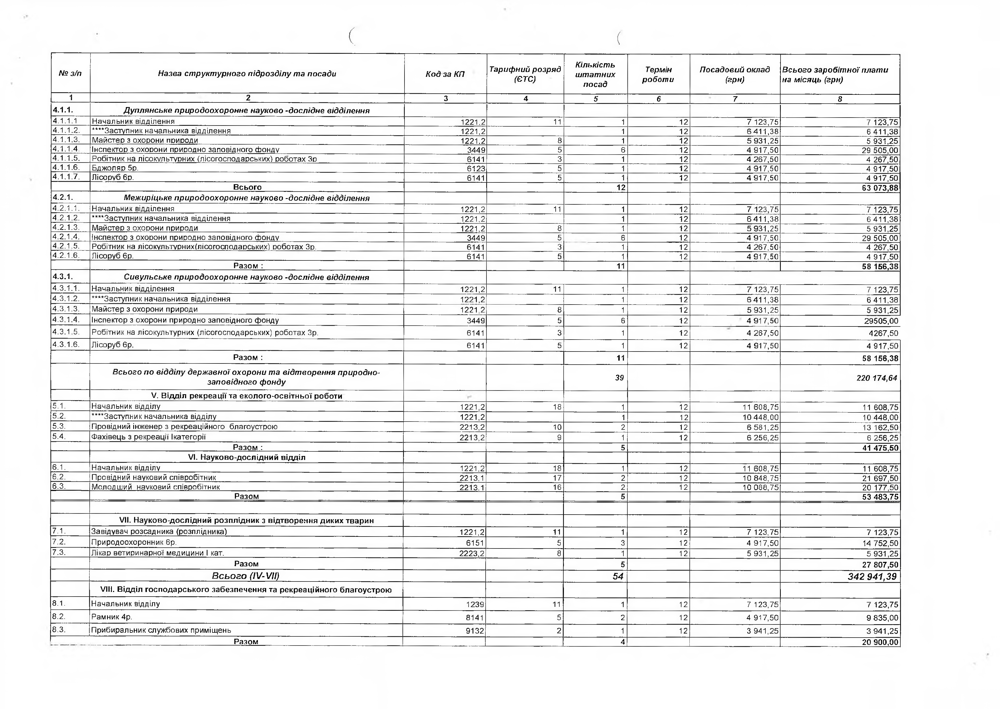 № з/п Назва структурного підрозділу та посади Код за КП Тарифний розряд (ЄТС) Кількість штатних посад Термін роботи Посадовий оклад (грн) Всього заробітної плати на місяць (грн)
1 2 3 4 5 6 7 8
4.1.1. Дуплянське природоохоронне науково -дослідне відділення
4.1.1.1 Начальник відділення 1221,2 11 1 12 7 123,75 7 123,75
4.1.1.2. ****Заступник начальника відділення 1221,2 1 12 6 411,38 6 411,38
4.1.1.3. Майстер з охорони природи 1221,2 8 1 12 5 931,25 5 931,25
4.1.1.4. Інспектор з охорони природно заповідного фонду 3449 5 6 12 4 917,50 29 505,00
4.1.1.5. Робітник на лісокультурних (лісогосподарських) роботах 3р 6141 3 1 12 4 267,50 4 267,50
4.1.1.6. Бджоляр 5р. 6123 5 1 12 4 917,50 4 917,50
4.1.1.7. Лісоруб 6р. 6141 5 1 12 4 917,50 4 917,50
Всього 12 63 073,88
4.2.1. Межиріцьке природоохоронне науково -дослідне відділення
4.2.1.1. Начальник відділення 1221,2 11 1 12 7 123,75 7 123,75
4.2.1.2. ****Заступник начальника відділення 1221,2 1 12 6 411,38 6 411,38
4.2.1.3. Майстер з охорони природи 1221,2 8 1 12 5 931,25 5 931,25
4.2.1.4. Інспектор з охорони природно заповідного фонду 3449 5 6 12 4 917,50 29 505,00
4.2.1.5. Робітник на лісокультурних(лісогосподарських) роботах 3р. 6141 3 1 12 4 267,50 4 267,50
4.2.1.6. Лісоруб 6р. 6141 5 1 12 4 917,50 4 917,50
Разом : 11 58 156,38
4.3.1. Сивульське природоохоронне науково -дослідне відділення
4.3.1.1. Начальник відділення 1221,2 11 1 12 7 123,75 7 123,75
4.3.1.2. ****Заступник начальника відділення 1221,2 1 12 6 411,38 6 411,38
4.3.1.3. Майстер з охорони природи 1221,2 8 1 12 5 931,25 5 931,25
4.3.1.4. Інспектор з охорони природно заповідного фонду 3449 5 6 12 4 917,50 29505,00
4.3.1.5. Робітник на лісокультурних (лісогосподарських) роботах 3р. 6141 3 1 12 4 267,50 4267,50
4.3.1.6. Лісоруб 6р. 6141 5 1 12 4 917,50 4 917,50
Разом : 11 58 156,38
Всього по відділу державної охорони та відтворення природно-
заповідного фонду 39 220 174,64
V. Відділ рекреації та еколого-освітньої роботи
5.1. Начальник відділу 1221,2 18 1 12 11 608,75 11 608,75
5.2. ****Заступник начальника відділу 1221,2 1 12 10 448,00 10 448,00
5.3. Провідний інженер з рекреаційного благоустрою 2213,2 10 2 12 6 581,25 13 162,50
5.4. Фахівець з рекреації Iкатегорії 2213,2 9 1 12 6 256,25 6 256,25
Разом : 5 41 475,50
VI. Науково-дослідний відділ
6.1. Начальник відділу 1221,2 18 1 12 11 608,75 11 608,75
6.2. Провідний науковий співробітник 2213,1 17 2 12 10 848,75 21 697,50
6.3. Молодший науковий співробітник 2213,1 16 2 12 10 088,75 20 177,50
Разом 5 53 483,75
VII. Науково-дослідний розплідник з відтворення диких тварин
7.1. Завідувач розсадника (розплідника) 1221,2 11 1 12 7 123,75 7 123,75
7.2. Природоохоронник 6р. 6151 5 3 12 4 917,50 14 752,50
7.3. Лікар ветиринарної медицини I кат. 2223,2 8 1 12 5 931,25 5 931,25
Разом 5 27 807,50
Всього (IV-VII) 54 342 941,39
VIII. Відділ господарського забезпечення та рекреаційного благоустрою
8.1. Начальник відділу 1239 11 1 12 7 123,75 7 123,75
8.2. Рамник 4р. 8141 5 2 12 4 917,50 9 835,00
8.3. Прибиральник службових приміщень 9132 2 1 12 3 941,25 3 941,25
Разом 4 20 900,00